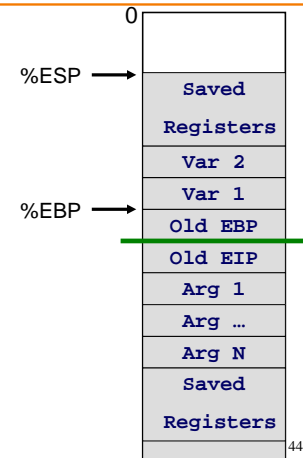 0
%ESP
Saved
Registers
Var 2
Var 1
%EBP
Old EBP
Old EIP
Arg 1
Arg …
Arg N
Saved
Registers
44